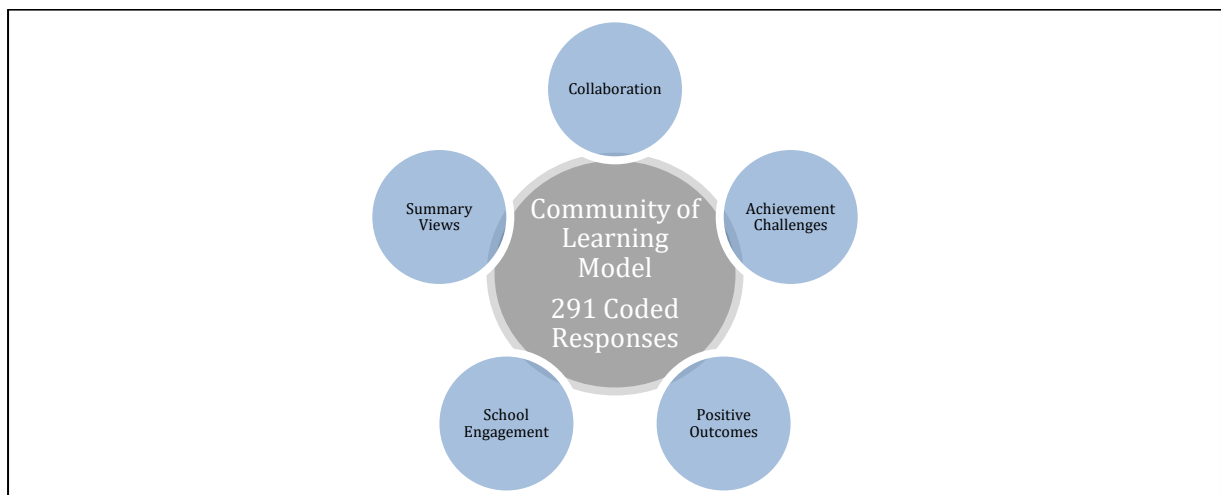 Collaboration
Summary
Views
Community of
Learning
Model
291 Coded
Responses
Achievement
Challenges
School
Engagement
Positive
Outcomes